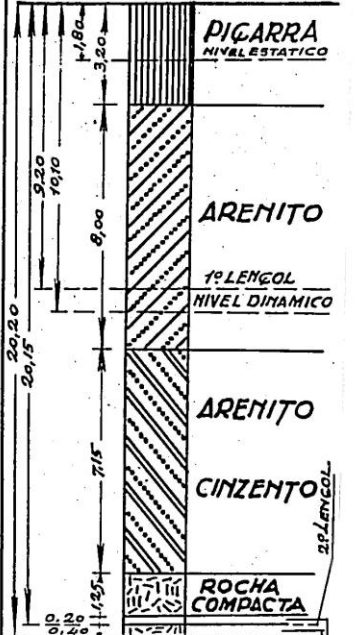 1,80
3,20
PIÇARRA
NIVEL ESTATICO
9,20
10,10
8,00
ARENITO
1º LENÇOL
NIVEL DINAMICO
20,20
20,15
7,15
ARENITO
CINZENTO
2º LENÇOL
1,25
ROCHA
COMPACTA
0.20
0,40